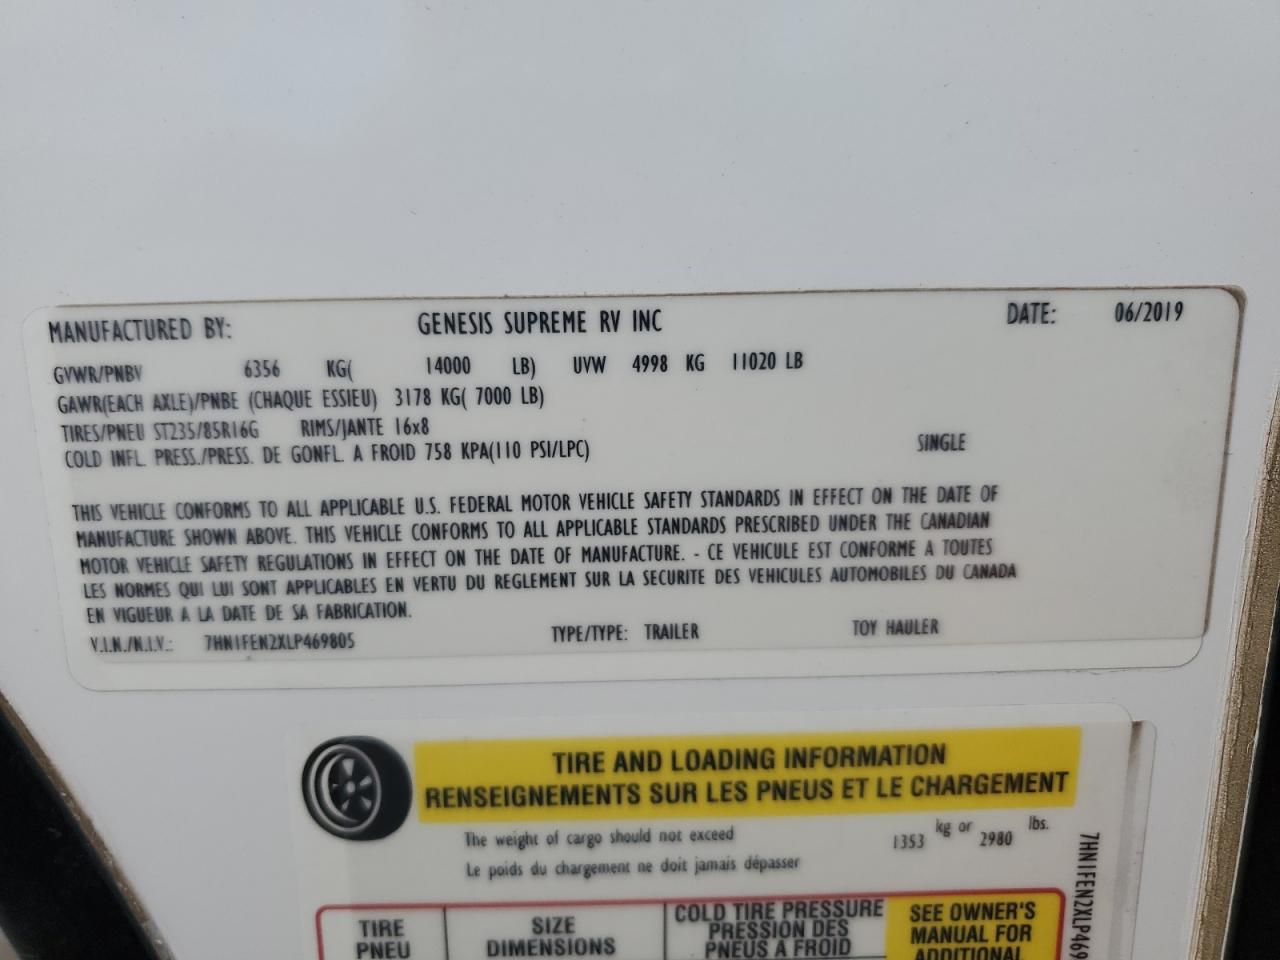 MANUFACTURED BY: GENESIS SUPREME RV INC DATE: 06/2019
GVWR/PNBV 6356 KG( 14000 LB) UVW 4998 KG 11020 LB
GAWR(EACH AXLE)/PNBE (CHAQUE ESSIEU) 3178 KG( 7000 LB)
TIRES/PNEU ST235/85R16G RIMS/JANTE 16x8
COLD INFL. PRESS./PRESS. DE GONFL. A FROID 758 KPA(110 PSI/LPC) SINGLE
THIS VEHICLE CONFORMS TO ALL APPLICABLE U.S. FEDERAL MOTOR VEHICLE SAFETY STANDARDS IN EFFECT ON THE DATE OF
MANUFACTURE SHOWN ABOVE. THIS VEHICLE CONFORMS TO ALL APPLICABLE STANDARDS PRESCRIBED UNDER THE CANADIAN
MOTOR VEHICLE SAFETY REGULATIONS IN EFFECT ON THE DATE OF MANUFACTURE. - CE VEHICULE EST CONFORME A TOUTES
LES NORMES QUI LUI SONT APPLICABLES EN VERTU DU REGLEMENT SUR LA SECURITE DES VEHICULES AUTOMOBILES DU CANADA
EN VIGUEUR A LA DATE DE SA FABRICATION.
V.I.N./N.I.V.: 7HN1FEN2XLP469805 TYPE/TYPE: TRAILER TOY HAULER
TIRE AND LOADING INFORMATION
RENSEIGNEMENTS SUR LES PNEUS ET LE CHARGEMENT
The weight of cargo should not exceed 1353 kg or 2980 lbs.
Le poids du chargement ne doit jamais dépasser
TIRE
PNEU
SIZE
DIMENSIONS
COLD TIRE PRESSURE
PRESSION DES
PNEUS A FROID
SEE OWNER'S
MANUAL FOR
ADDITIONAL
7HN1FEN2XLP469